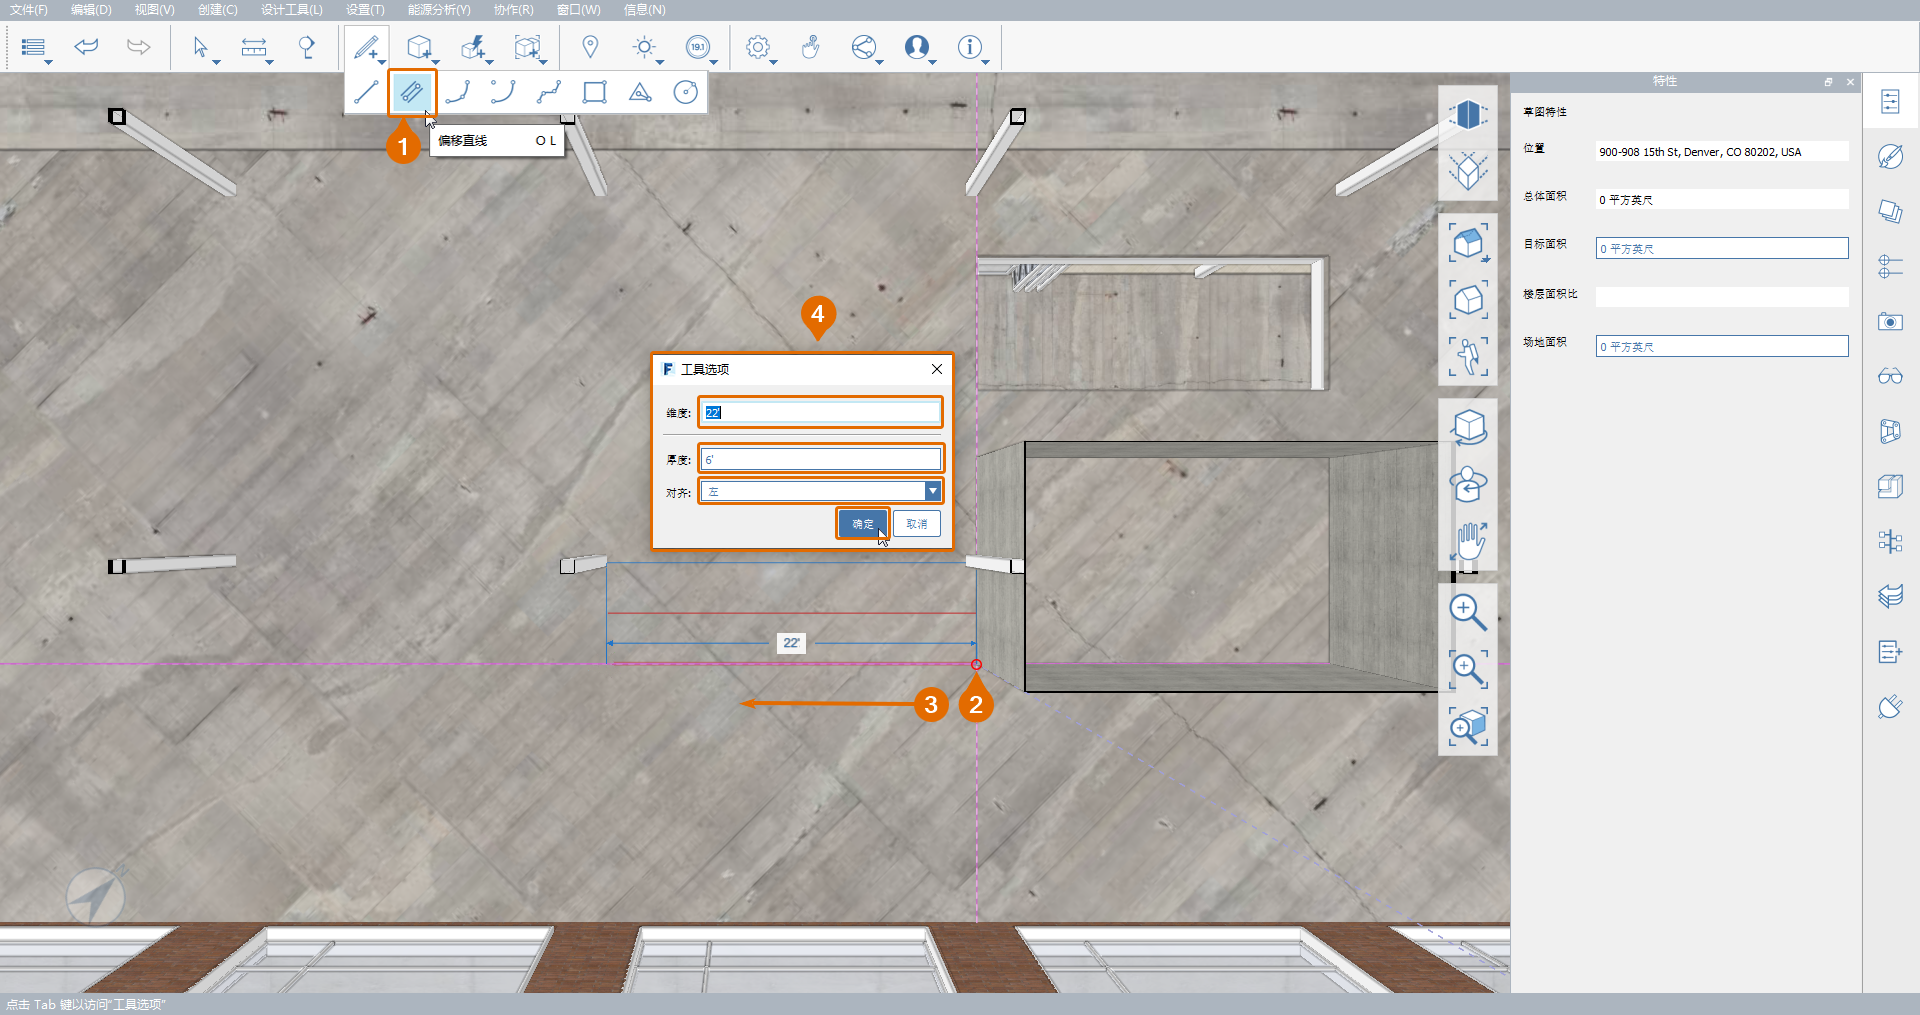 文件(F) 编辑(D) 视图(V) 创建(C) 设计工具(L) 设置(T) 能源分析(Y) 协作(R) 窗口(W) 信息(N)
19.1
偏移直线 O L
1
4
工具选项
维度: 22'
厚度: 6'
对齐: 左
确定 取消
22'
3
2
特性
草图特性
位置 900-908 15th St, Denver, CO 80202, USA
总体面积 0 平方英尺
目标面积 0 平方英尺
楼层面积比
场地面积 0 平方英尺
点击 Tab 键以访问“工具选项”